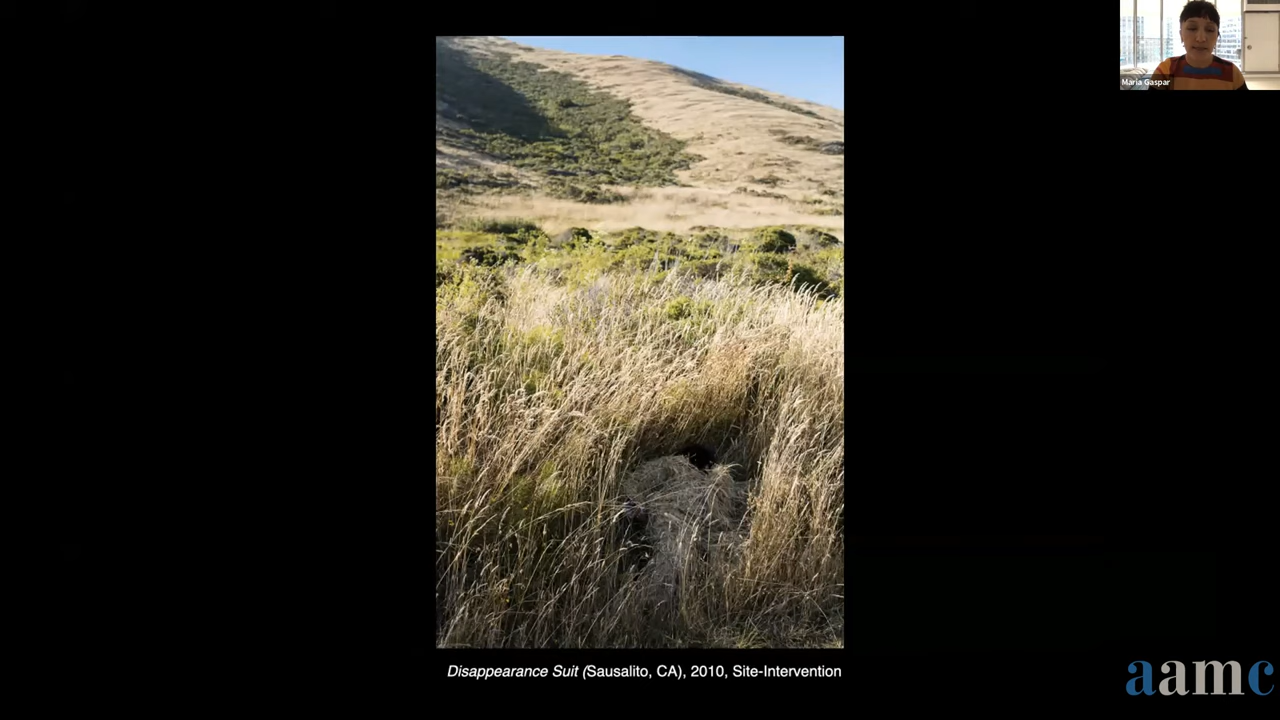 Maria Gaspar
Disappearance Suit (Sausalito, CA), 2010, Site-Intervention
aamc